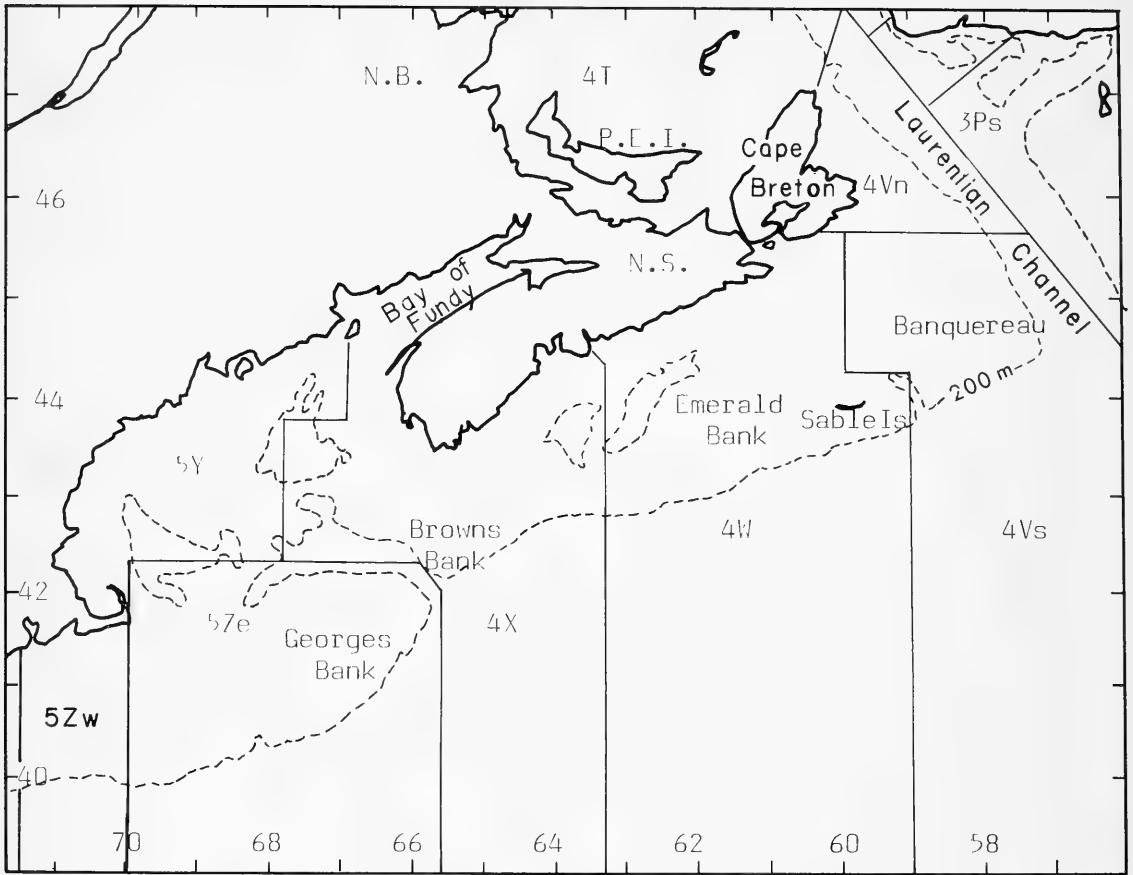 N.B.
4T
P.E.I.
Cape
Breton
4Vn
Laurentian
Channel
3Ps
46
N.S.
Bay of
Fundy
Banquereau
200 m
44
Emerald
Bank
Sable Is
5Y
Browns
Bank
4W
4Vs
42
5Ze
Georges
Bank
4X
5Zw
40
70
68
66
64
62
60
58